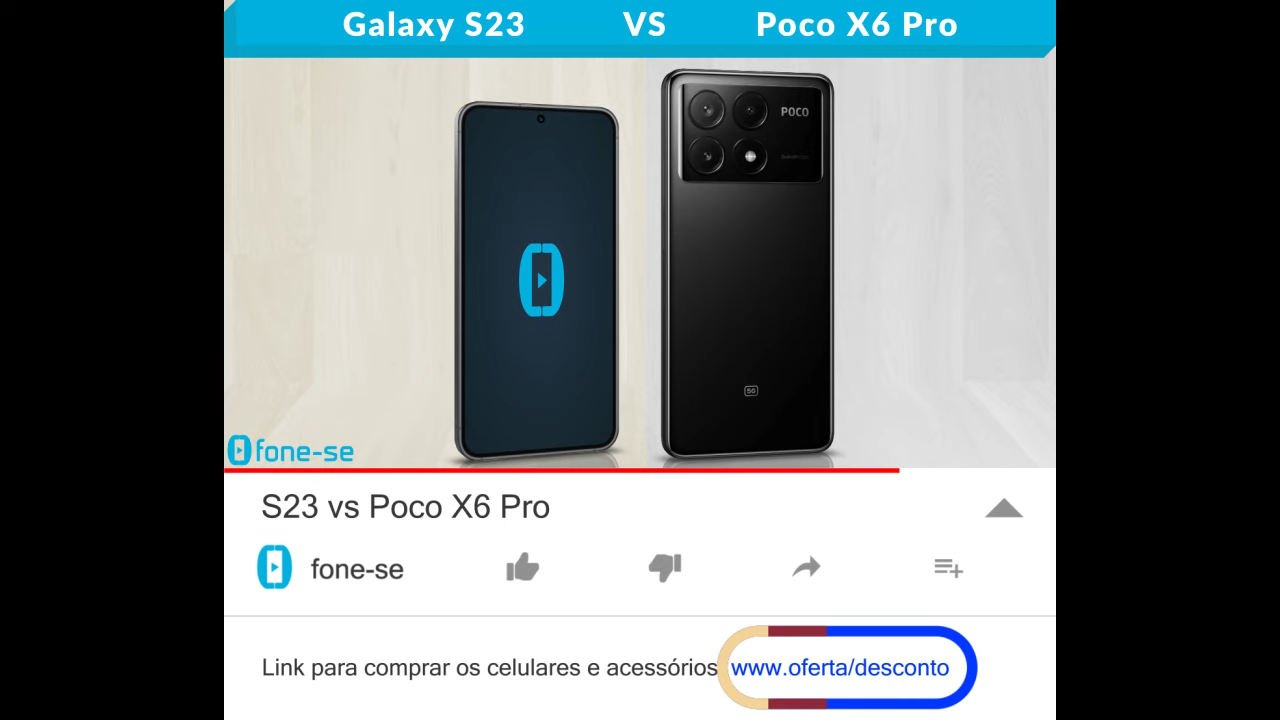 Galaxy S23 VS Poco X6 Pro
POCO
5G
fone-se
S23 vs Poco X6 Pro
fone-se
Link para comprar os celulares e acessórios www.oferta/desconto